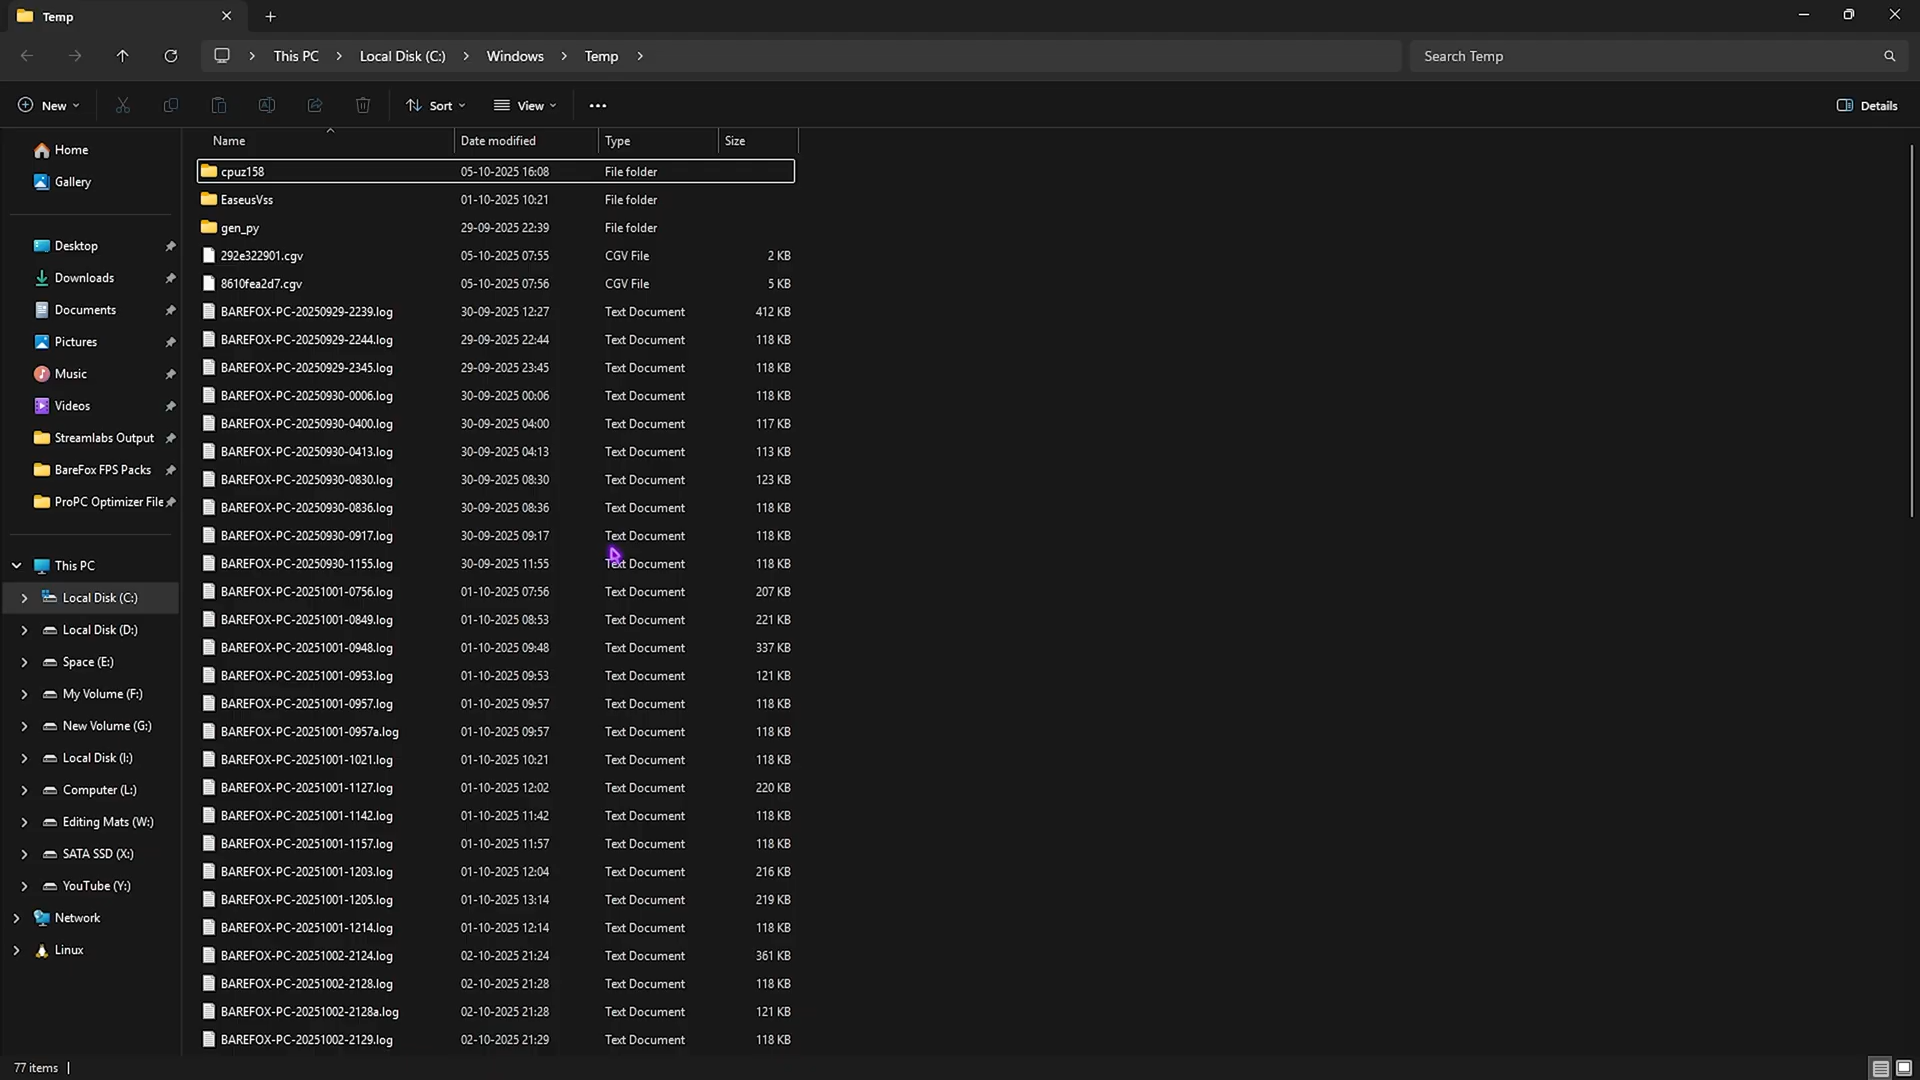 Temp
This PC > Local Disk (C:) > Windows > Temp >
Search Temp
New
Sort
View
Details
Name Date modified Type Size
cpuz158 05-10-2025 16:08 File folder
EaseusVss 01-10-2025 10:21 File folder
gen_py 29-09-2025 22:39 File folder
292e322901.cgv 05-10-2025 07:55 CGV File 2 KB
8610fea2d7.cgv 05-10-2025 07:56 CGV File 5 KB
BAREFOX-PC-20250929-2239.log 30-09-2025 12:27 Text Document 412 KB
BAREFOX-PC-20250929-2244.log 29-09-2025 22:44 Text Document 118 KB
BAREFOX-PC-20250929-2345.log 29-09-2025 23:45 Text Document 118 KB
BAREFOX-PC-20250930-0006.log 30-09-2025 00:06 Text Document 118 KB
BAREFOX-PC-20250930-0400.log 30-09-2025 04:00 Text Document 117 KB
BAREFOX-PC-20250930-0413.log 30-09-2025 04:13 Text Document 113 KB
BAREFOX-PC-20250930-0830.log 30-09-2025 08:30 Text Document 123 KB
BAREFOX-PC-20250930-0836.log 30-09-2025 08:36 Text Document 118 KB
BAREFOX-PC-20250930-0917.log 30-09-2025 09:17 Text Document 118 KB
BAREFOX-PC-20250930-1155.log 30-09-2025 11:55 Text Document 118 KB
BAREFOX-PC-20251001-0756.log 01-10-2025 07:56 Text Document 207 KB
BAREFOX-PC-20251001-0849.log 01-10-2025 08:53 Text Document 221 KB
BAREFOX-PC-20251001-0948.log 01-10-2025 09:48 Text Document 337 KB
BAREFOX-PC-20251001-0953.log 01-10-2025 09:53 Text Document 121 KB
BAREFOX-PC-20251001-0957.log 01-10-2025 09:57 Text Document 118 KB
BAREFOX-PC-20251001-0957a.log 01-10-2025 09:57 Text Document 118 KB
BAREFOX-PC-20251001-1021.log 01-10-2025 10:21 Text Document 118 KB
BAREFOX-PC-20251001-1127.log 01-10-2025 12:02 Text Document 220 KB
BAREFOX-PC-20251001-1142.log 01-10-2025 11:42 Text Document 118 KB
BAREFOX-PC-20251001-1157.log 01-10-2025 11:57 Text Document 118 KB
BAREFOX-PC-20251001-1203.log 01-10-2025 12:04 Text Document 216 KB
BAREFOX-PC-20251001-1205.log 01-10-2025 13:14 Text Document 219 KB
BAREFOX-PC-20251001-1214.log 01-10-2025 12:14 Text Document 118 KB
BAREFOX-PC-20251002-2124.log 02-10-2025 21:24 Text Document 361 KB
BAREFOX-PC-20251002-2128.log 02-10-2025 21:28 Text Document 118 KB
BAREFOX-PC-20251002-2128a.log 02-10-2025 21:28 Text Document 121 KB
BAREFOX-PC-20251002-2129.log 02-10-2025 21:29 Text Document 118 KB
Home
Gallery
Desktop
Downloads
Documents
Pictures
Music
Videos
Streamlabs Output
BareFox FPS Packs
ProPC Optimizer File
This PC
Local Disk (C:)
Local Disk (D:)
Space (E:)
My Volume (F:)
New Volume (G:)
Local Disk (I:)
Computer (L:)
Editing Mats (W:)
SATA SSD (X:)
YouTube (Y:)
Network
Linux
77 items